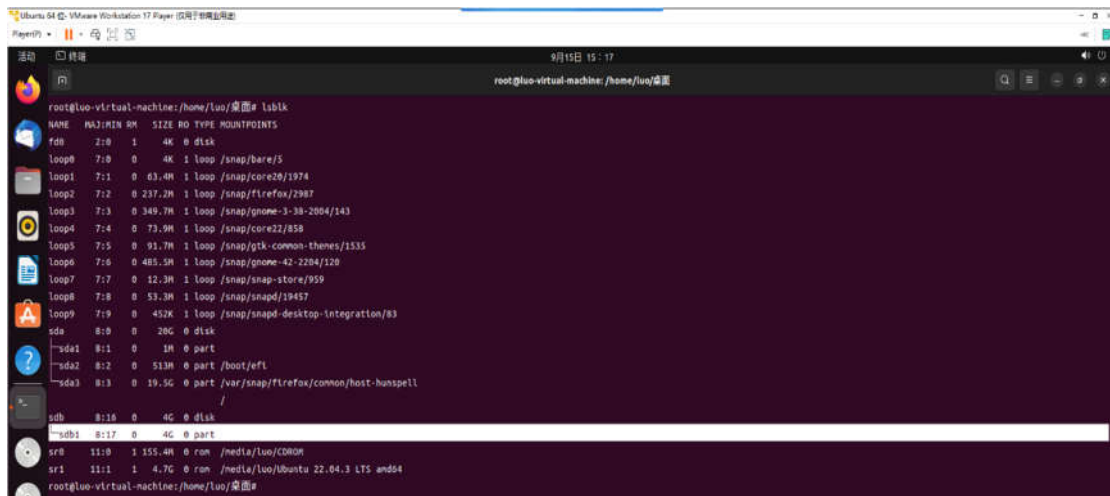 Ubuntu 64 位 - VMware Workstation 17 Player (仅用于非商业用途)
Player(P)
活动 终端 9月15日 15：17
root@luo-virtual-machine: /home/luo/桌面
root@luo-virtual-machine:/home/luo/桌面# lsblk
NAME MAJ:MIN RM SIZE RO TYPE MOUNTPOINTS
fd0 2:0 1 4K 0 disk
loop0 7:0 0 4K 1 loop /snap/bare/5
loop1 7:1 0 63.4M 1 loop /snap/core20/1974
loop2 7:2 0 237.2M 1 loop /snap/firefox/2987
loop3 7:3 0 349.7M 1 loop /snap/gnome-3-38-2004/143
loop4 7:4 0 73.9M 1 loop /snap/core22/858
loop5 7:5 0 91.7M 1 loop /snap/gtk-common-themes/1535
loop6 7:6 0 485.5M 1 loop /snap/gnome-42-2204/120
loop7 7:7 0 12.3M 1 loop /snap/snap-store/959
loop8 7:8 0 53.3M 1 loop /snap/snapd/19457
loop9 7:9 0 452K 1 loop /snap/snapd-desktop-integration/83
sda 8:0 0 20G 0 disk
├─sda1 8:1 0 1M 0 part
├─sda2 8:2 0 513M 0 part /boot/efi
└─sda3 8:3 0 19.5G 0 part /var/snap/firefox/common/host-hunspell
/
sdb 8:16 0 4G 0 disk
└─sdb1 8:17 0 4G 0 part
sr0 11:0 1 155.4M 0 rom /media/luo/CDROM
sr1 11:1 1 4.7G 0 rom /media/luo/Ubuntu 22.04.3 LTS amd64
root@luo-virtual-machine:/home/luo/桌面#